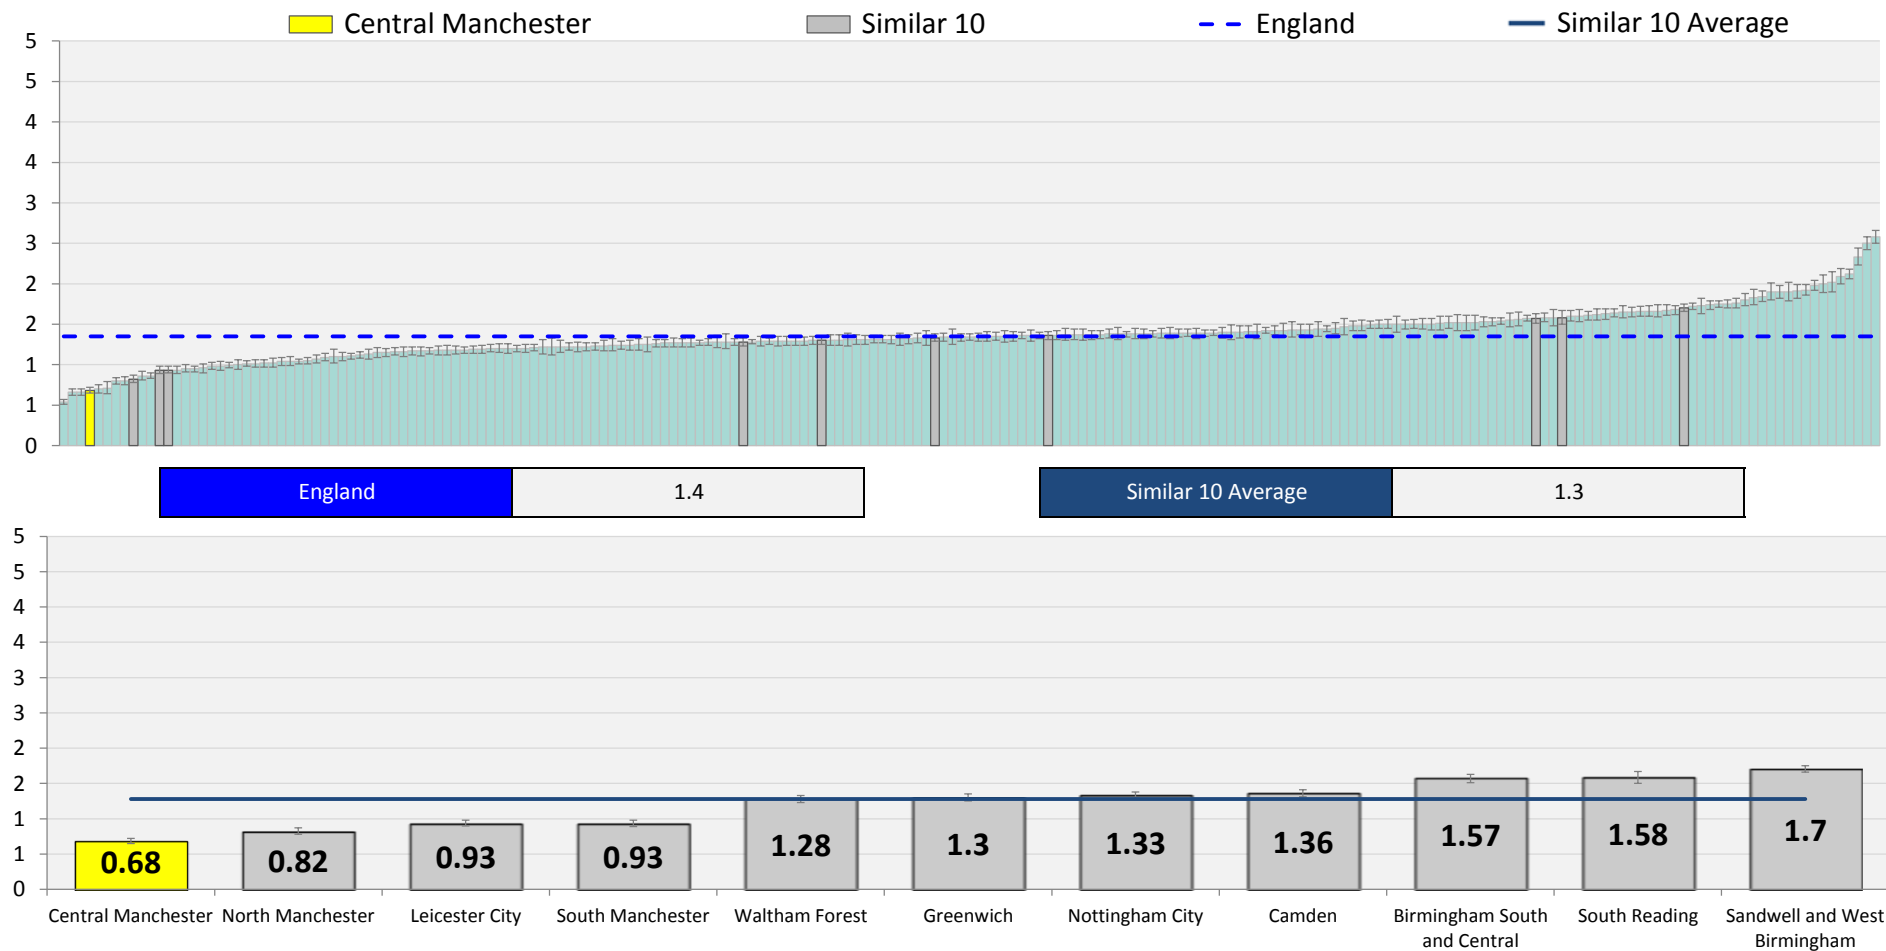 Central Manchester
Similar 10
England
Similar 10 Average
5
5
4
4
3
3
2
2
1
1
0
England
1.4
Similar 10 Average
1.3
5
5
4
4
3
3
2
2
1
1
0
0.68
0.82
0.93
0.93
1.28
1.3
1.33
1.36
1.57
1.58
1.7
Central Manchester
North Manchester
Leicester City
South Manchester
Waltham Forest
Greenwich
Nottingham City
Camden
Birmingham South
and Central
South Reading
Sandwell and West
Birmingham